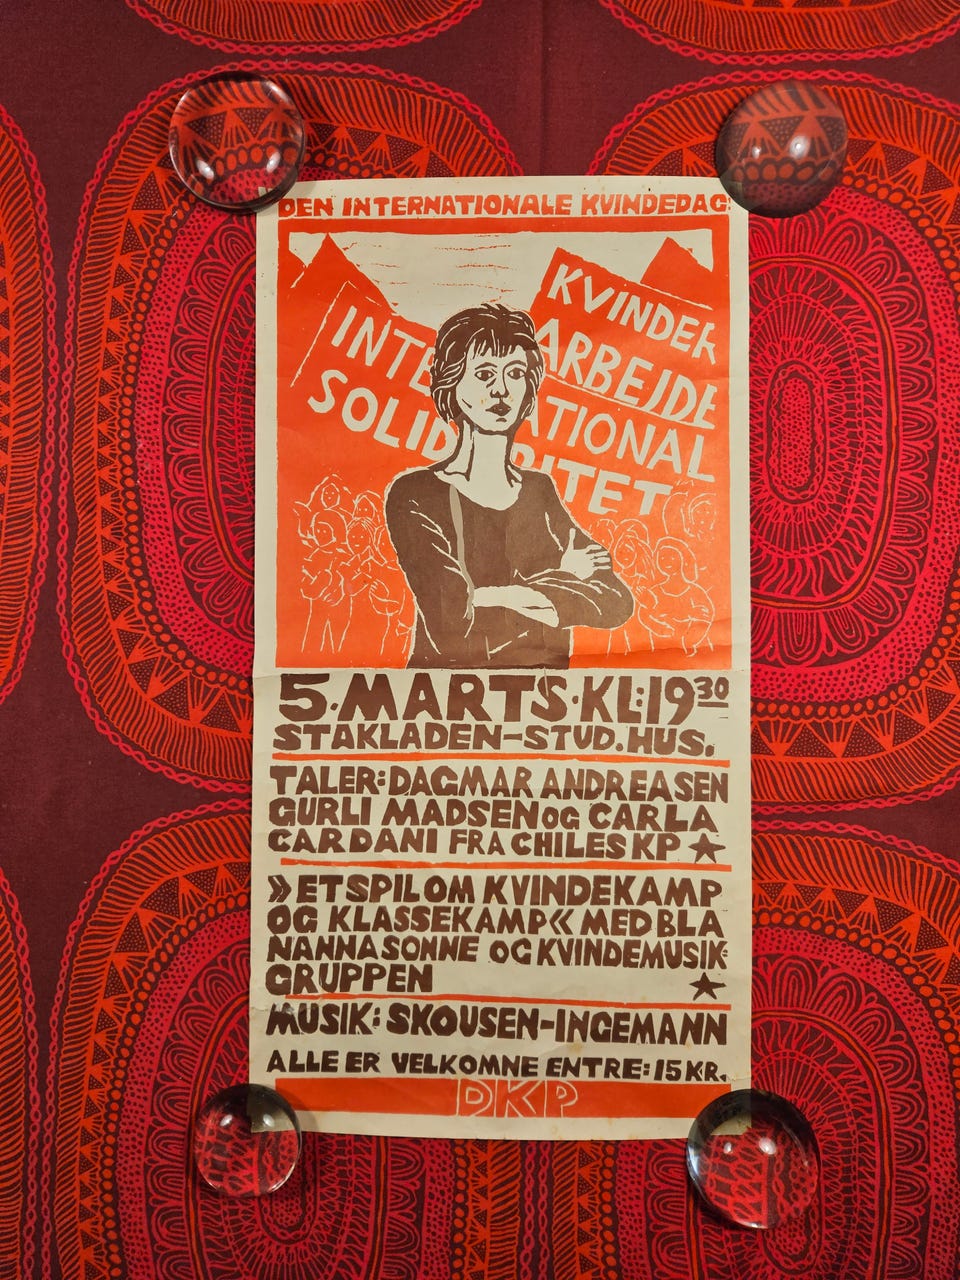 DEN INTERNATIONALE KVINDEDAG:
KVINDER
ARBEJDE
INTERNATIONAL
SOLIDARITET
5·MARTS·KL:19 30
STAKLADEN–STUD.HUS.
TALER: DAGMAR ANDREASEN
GURLI MADSEN OG CARLA
CARDANI FRA CHILES KP ★
»ET SPIL OM KVINDEKAMP
OG KLASSEKAMP« MED BLA
NANNA SONNE OG KVINDEMUSIK-
GRUPPEN ★
MUSIK: SKOUSEN–INGEMANN
ALLE ER VELKOMNE ENTRE: 15 KR.
DKP